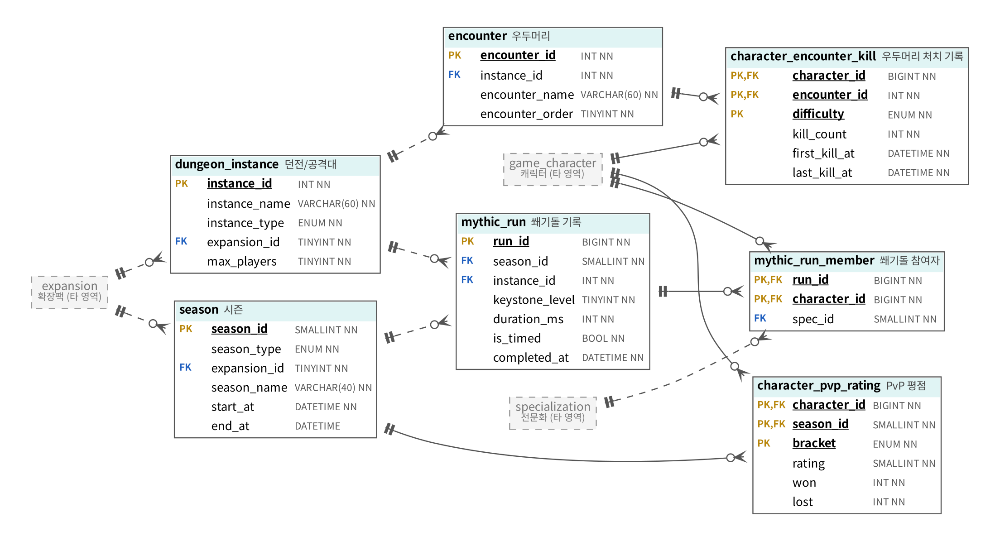 encounter 우두머리
PK encounter_id INT NN
FK instance_id INT NN
encounter_name VARCHAR(60) NN
encounter_order TINYINT NN
character_encounter_kill 우두머리 처치 기록
PK,FK character_id BIGINT NN
PK,FK encounter_id INT NN
PK difficulty ENUM NN
kill_count INT NN
first_kill_at DATETIME NN
last_kill_at DATETIME NN
game_character
캐릭터 (타 영역)
dungeon_instance 던전/공격대
PK instance_id INT NN
instance_name VARCHAR(60) NN
instance_type ENUM NN
FK expansion_id TINYINT NN
max_players TINYINT NN
mythic_run 쐐기돌 기록
PK run_id BIGINT NN
FK season_id SMALLINT NN
FK instance_id INT NN
keystone_level TINYINT NN
duration_ms INT NN
is_timed BOOL NN
completed_at DATETIME NN
mythic_run_member 쐐기돌 참여자
PK,FK run_id BIGINT NN
PK,FK character_id BIGINT NN
FK spec_id SMALLINT NN
expansion
확장팩 (타 영역)
season 시즌
PK season_id SMALLINT NN
season_type ENUM NN
FK expansion_id TINYINT NN
season_name VARCHAR(40) NN
start_at DATETIME NN
end_at DATETIME
specialization
전문화 (타 영역)
character_pvp_rating PvP 평점
PK,FK character_id BIGINT NN
PK,FK season_id SMALLINT NN
PK bracket ENUM NN
rating SMALLINT NN
won INT NN
lost INT NN